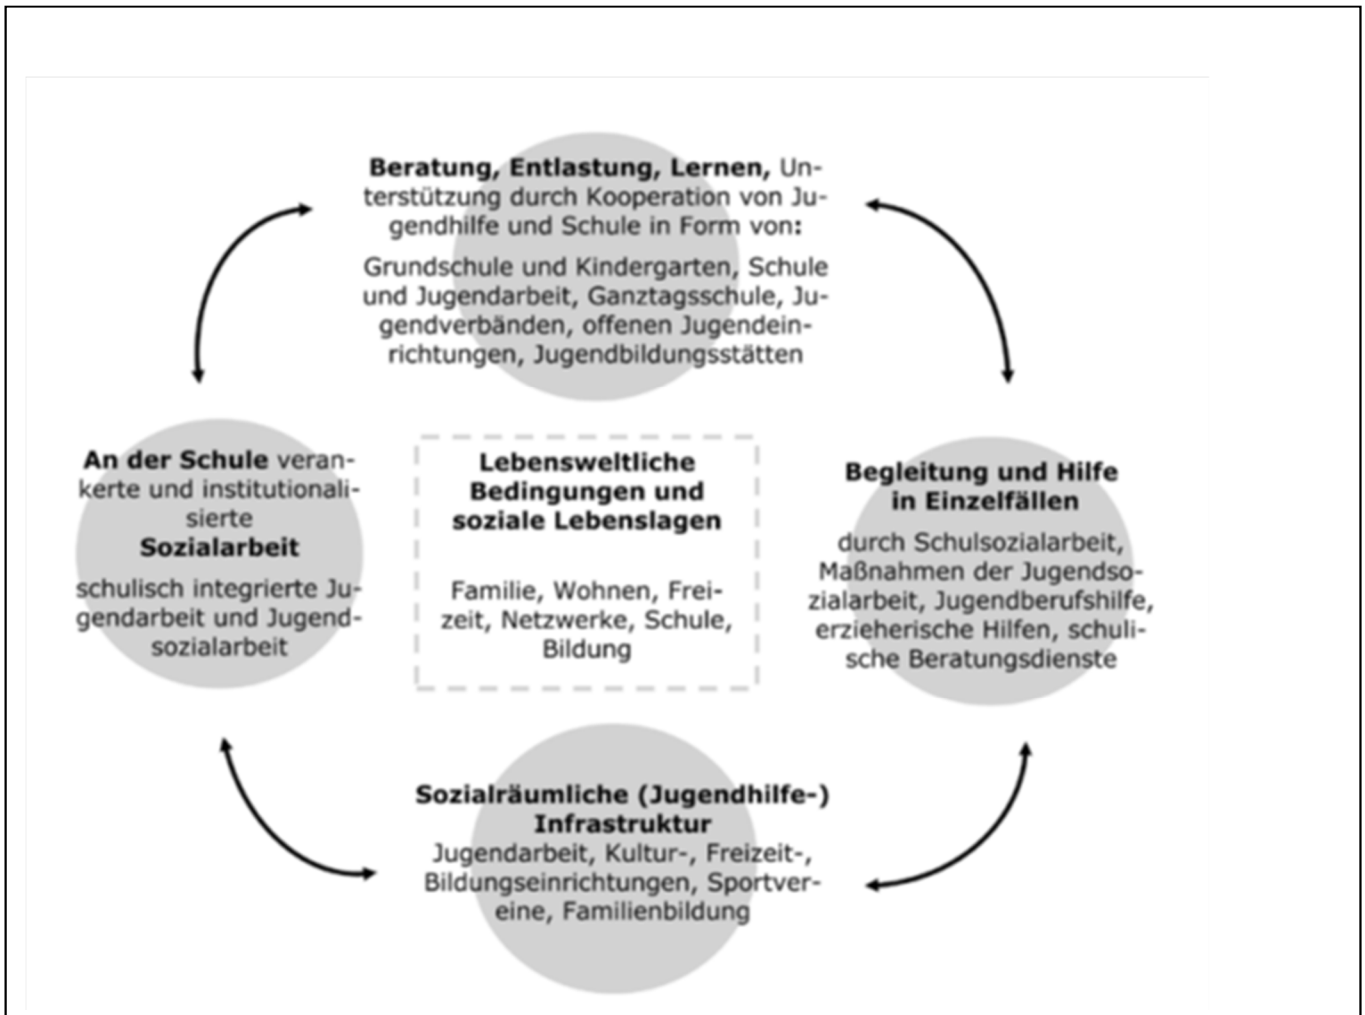 Beratung, Entlastung, Lernen, Un-
terstützung durch Kooperation von Ju-
gendhilfe und Schule in Form von:
Grundschule und Kindergarten, Schule
und Jugendarbeit, Ganztagsschule, Ju-
gendverbänden, offenen Jugendein-
richtungen, Jugendbildungsstätten
An der Schule veran-
kerte und institutionali-
sierte
Sozialarbeit
schulisch integrierte Ju-
gendarbeit und Jugend-
sozialarbeit
Lebensweltliche
Bedingungen und
soziale Lebenslagen
Familie, Wohnen, Frei-
zeit, Netzwerke, Schule,
Bildung
Begleitung und Hilfe
in Einzelfällen
durch Schulsozialarbeit,
Maßnahmen der Jugendso-
zialarbeit, Jugendberufshilfe,
erzieherische Hilfen, schuli-
sche Beratungsdienste
Sozialräumliche (Jugendhilfe-)
Infrastruktur
Jugendarbeit, Kultur-, Freizeit-,
Bildungseinrichtungen, Sportver-
eine, Familienbildung